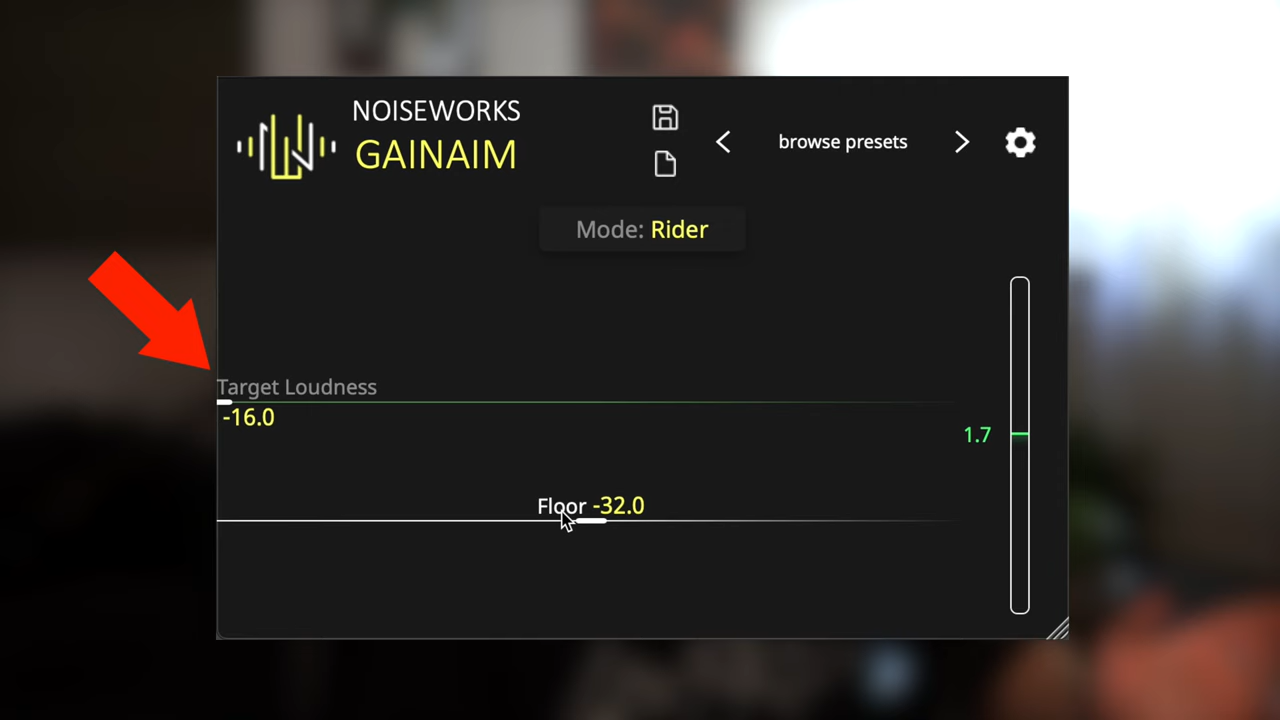 NOISEWORKS
GAINAIM
browse presets
Mode: Rider
Target Loudness
-16.0
1.7
Floor -32.0